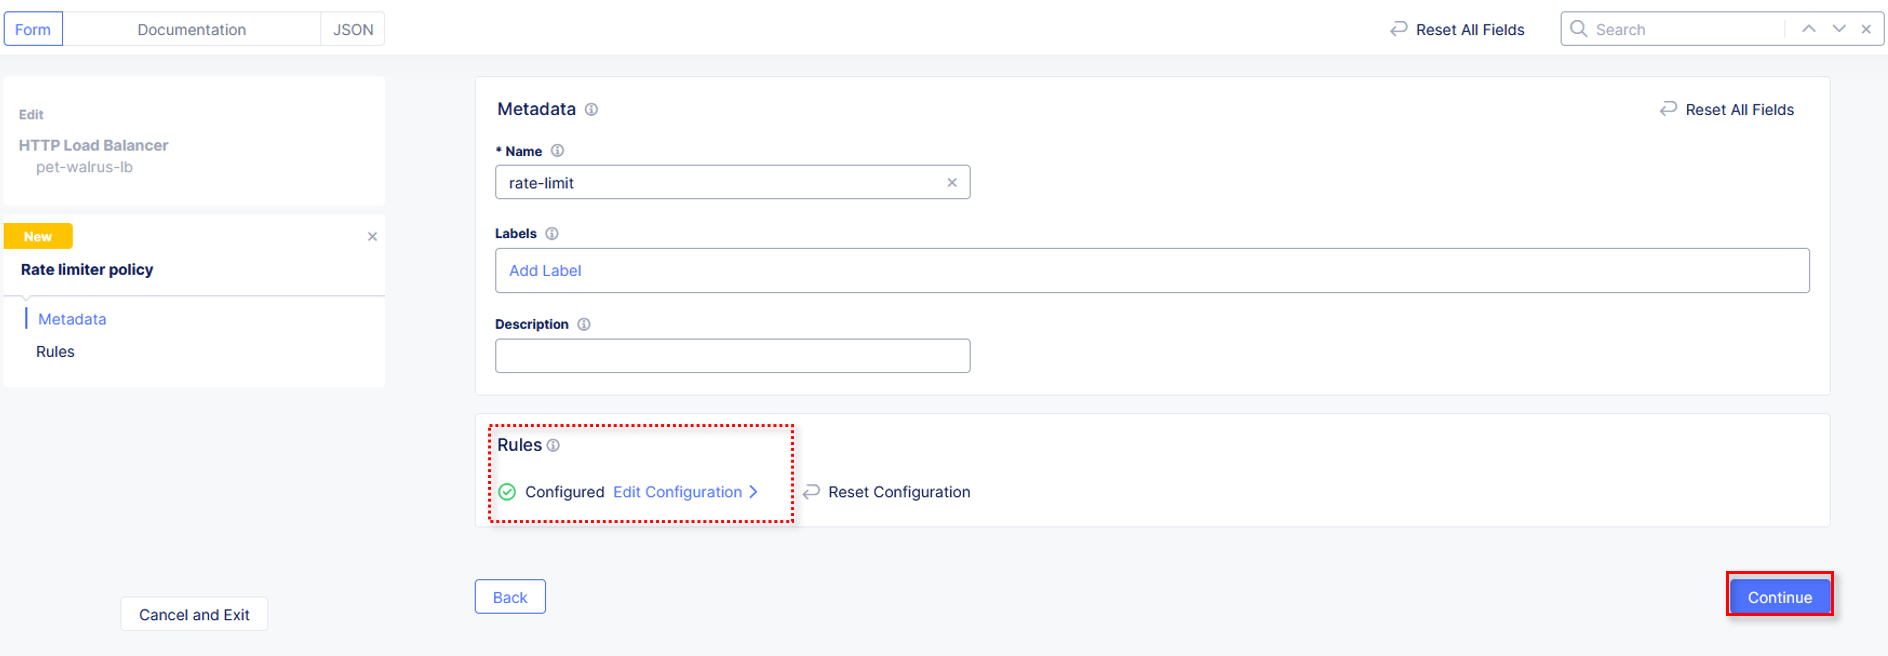 Form
Documentation
JSON
Reset All Fields
Search
Edit
HTTP Load Balancer
pet-walrus-lb
New
Rate limiter policy
Metadata
Rules
Cancel and Exit
Metadata
Reset All Fields
* Name
rate-limit
Labels
Add Label
Description
Rules
Configured Edit Configuration
Reset Configuration
Back
Continue